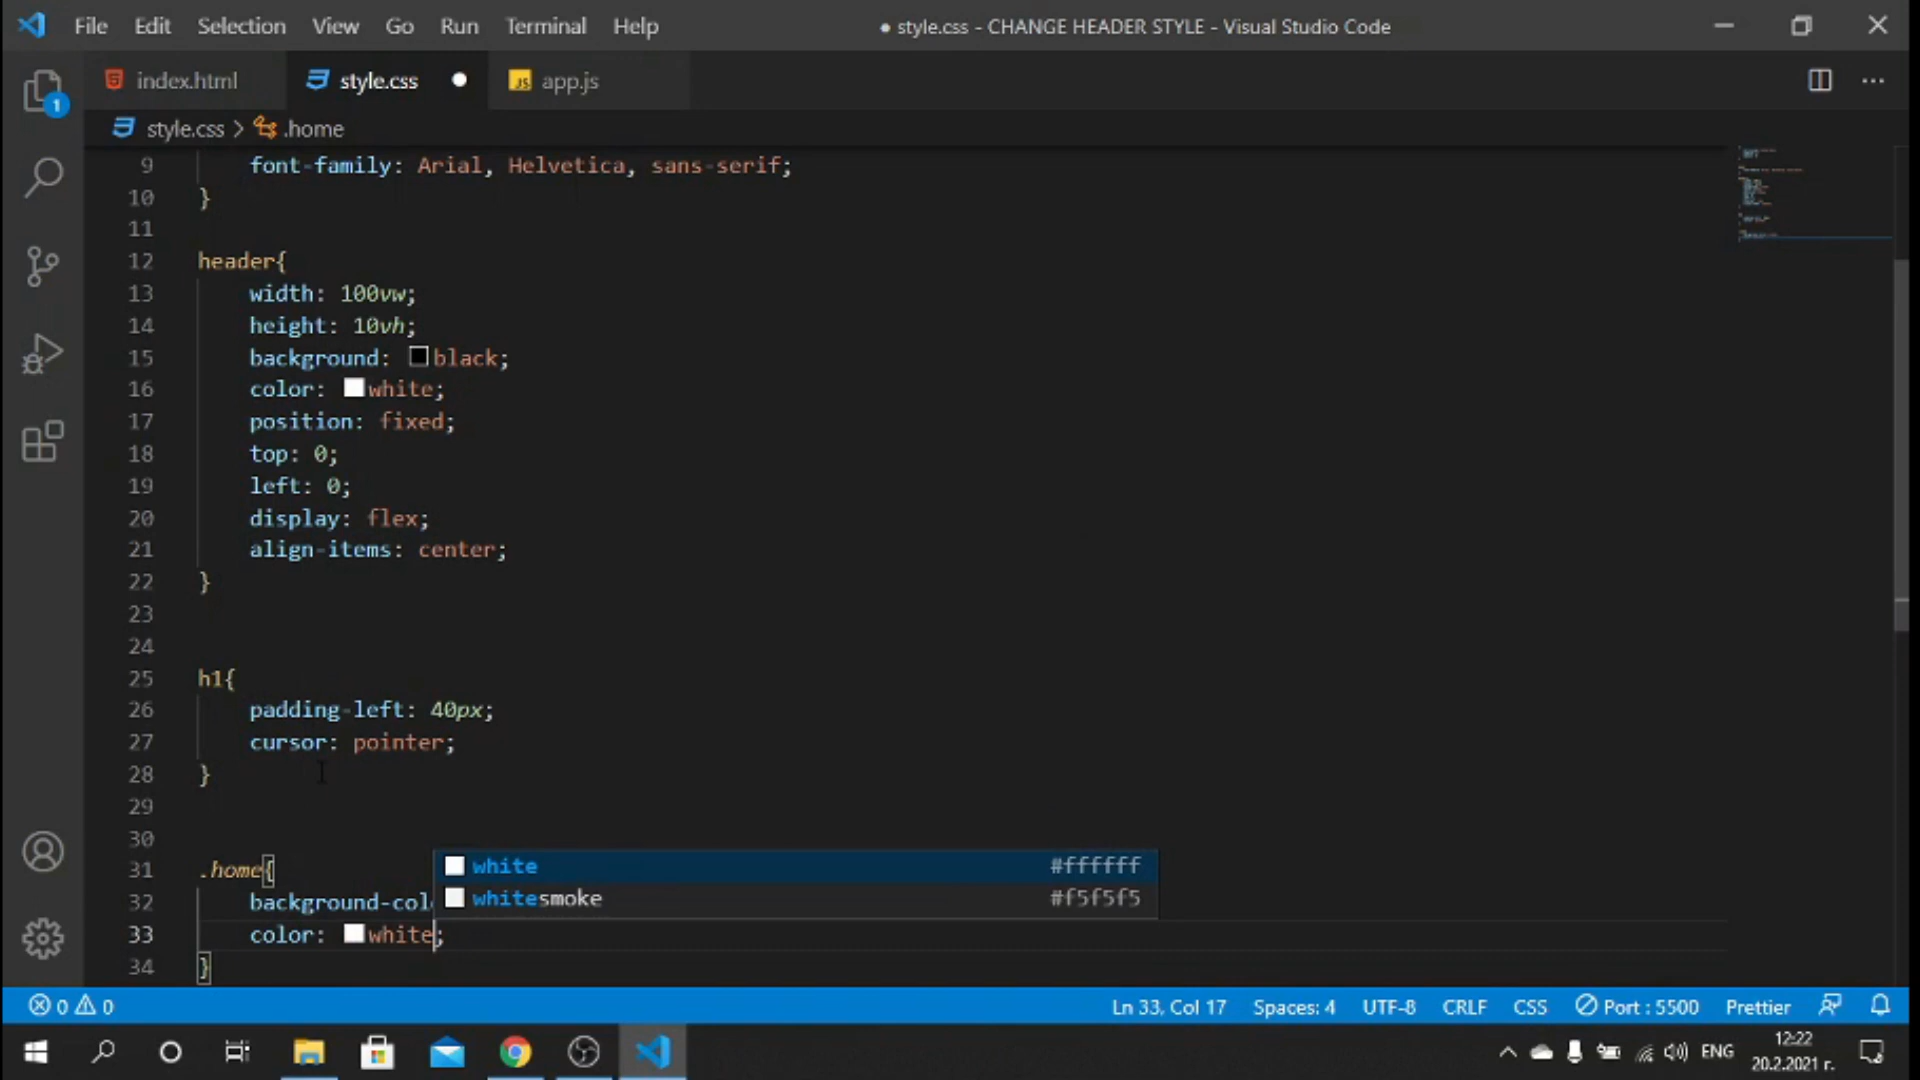 File Edit Selection View Go Run Terminal Help ● style.css - CHANGE HEADER STYLE - Visual Studio Code
index.html style.css ● JS app.js
style.css > .home
1
9 font-family: Arial, Helvetica, sans-serif;
10 }
11
12 header{
13 width: 100vw;
14 height: 10vh;
15 background: black;
16 color: white;
17 position: fixed;
18 top: 0;
19 left: 0;
20 display: flex;
21 align-items: center;
22 }
23
24
25 h1{
26 padding-left: 40px;
27 cursor: pointer;
28 }
29
30
31 .home{
white #ffffff
32 background-col
whitesmoke #f5f5f5
33 color: white;
34 }
0 0 Ln 33, Col 17 Spaces: 4 UTF-8 CRLF CSS Port : 5500 Prettier
ENG 12:22
20.2.2021 г.